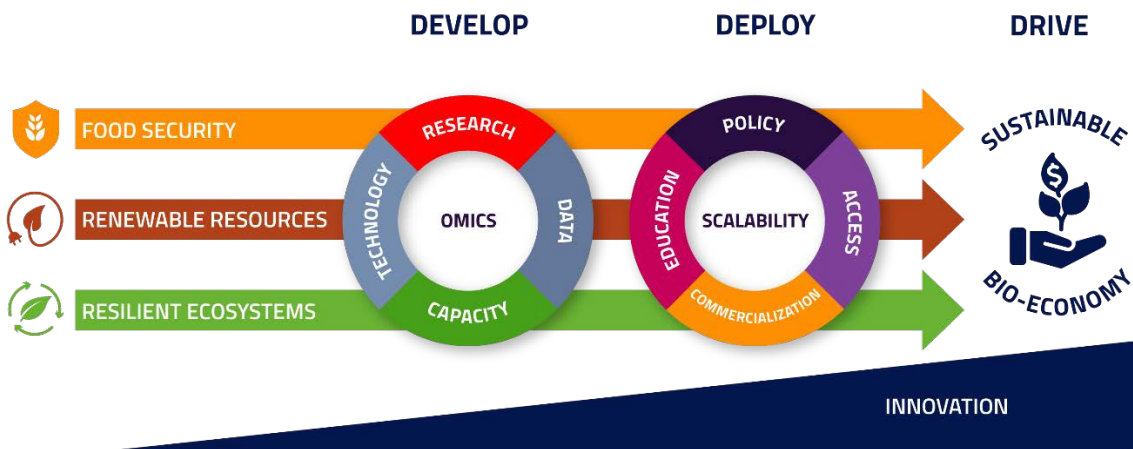 DEVELOP
DEPLOY
DRIVE
FOOD SECURITY
RENEWABLE RESOURCES
RESILIENT ECOSYSTEMS
RESEARCH
TECHNOLOGY
OMICS
DATA
CAPACITY
POLICY
EDUCATION
SCALABILITY
ACCESS
COMMERCIALIZATION
SUSTAINABLE
$
BIO-ECONOMY
INNOVATION